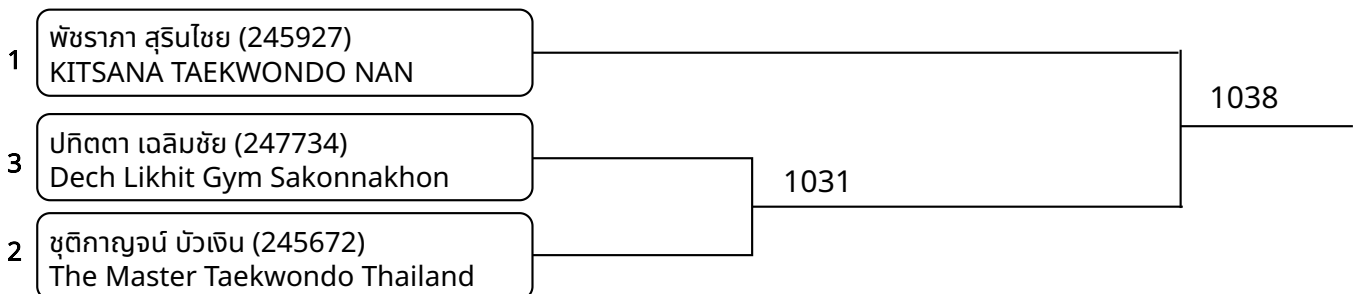 1
พัชราภา สุรินไชย (245927)
KITSANA TAEKWONDO NAN
1038
3
ปทิตตา เฉลิมชัย (247734)
Dech Likhit Gym Sakonnakhon
1031
2
ชุติกาญจน์ บัวเงิน (245672)
The Master Taekwondo Thailand